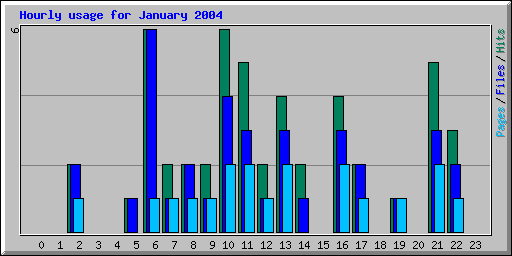 Hourly usage for January 2004
6
Pages/Files/Hits
0 1 2 3 4 5 6 7 8 9 10 11 12 13 14 15 16 17 18 19 20 21 22 23